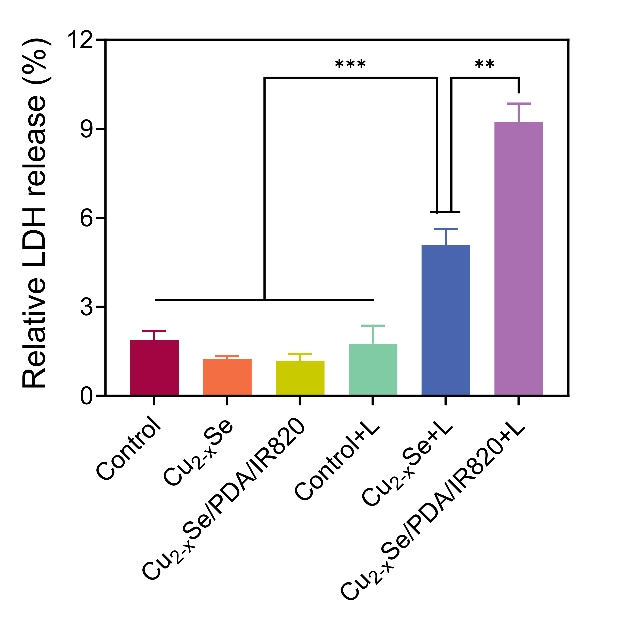 Relative LDH release (%)
12
9
6
3
0
***
**
Control
Cu₂₋ₓSe
Cu₂₋ₓSe/PDA/IR820
Control+L
Cu₂₋ₓSe+L
Cu₂₋ₓSe/PDA/IR820+L